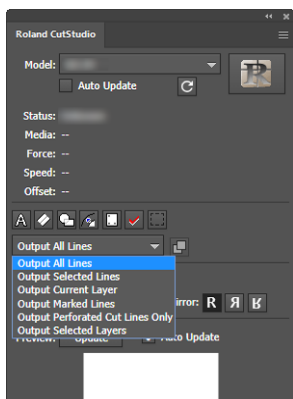 Roland CutStudio
Model:
Auto Update
Status:
Media: --
Force: --
Speed: --
Offset: --
A
Output All Lines
Output All Lines
Output Selected Lines
Output Current Layer
Output Marked Lines
Output Perforated Cut Lines Only
Output Selected Layers
irror: R R R
Preview: Update Auto Update